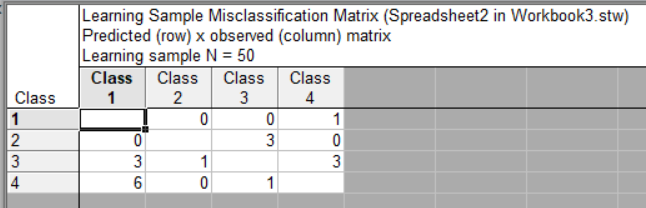 Learning Sample Misclassification Matrix (Spreadsheet2 in Workbook3.stw)
Predicted (row) x observed (column) matrix
Learning sample N = 50
Class Class 1 Class 2 Class 3 Class 4
1 0 0 1
2 0 3 0
3 3 1 3
4 6 0 1